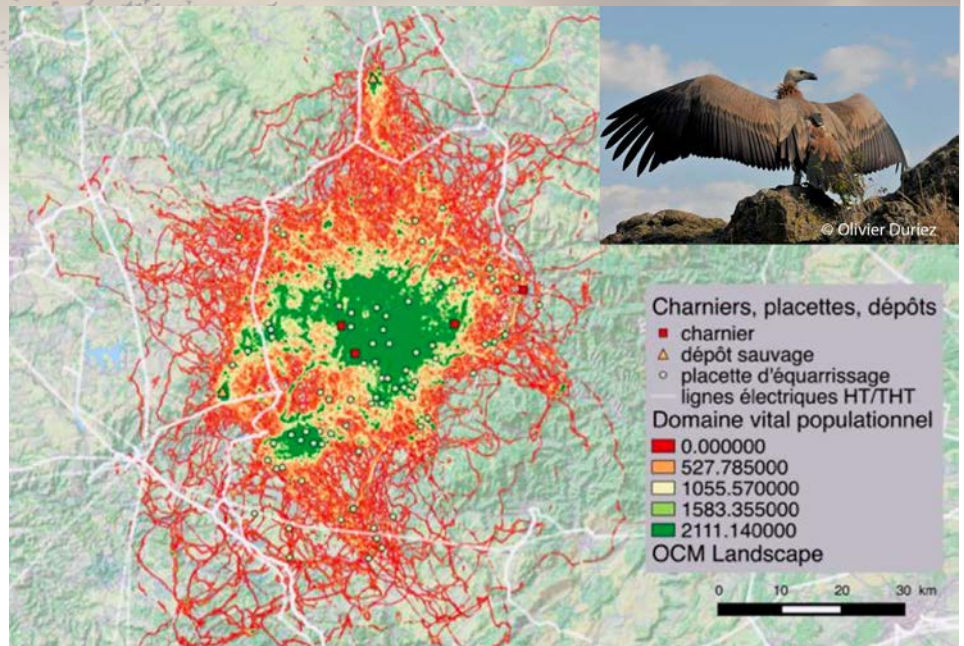 © Olivier Duriez
Charniers, placettes, dépôts
charnier
dépôt sauvage
placette d'équarrissage
lignes électriques HT/THT
Domaine vital populationnel
0.000000
527.785000
1055.570000
1583.355000
2111.140000
OCM Landscape
0 10 20 30 km